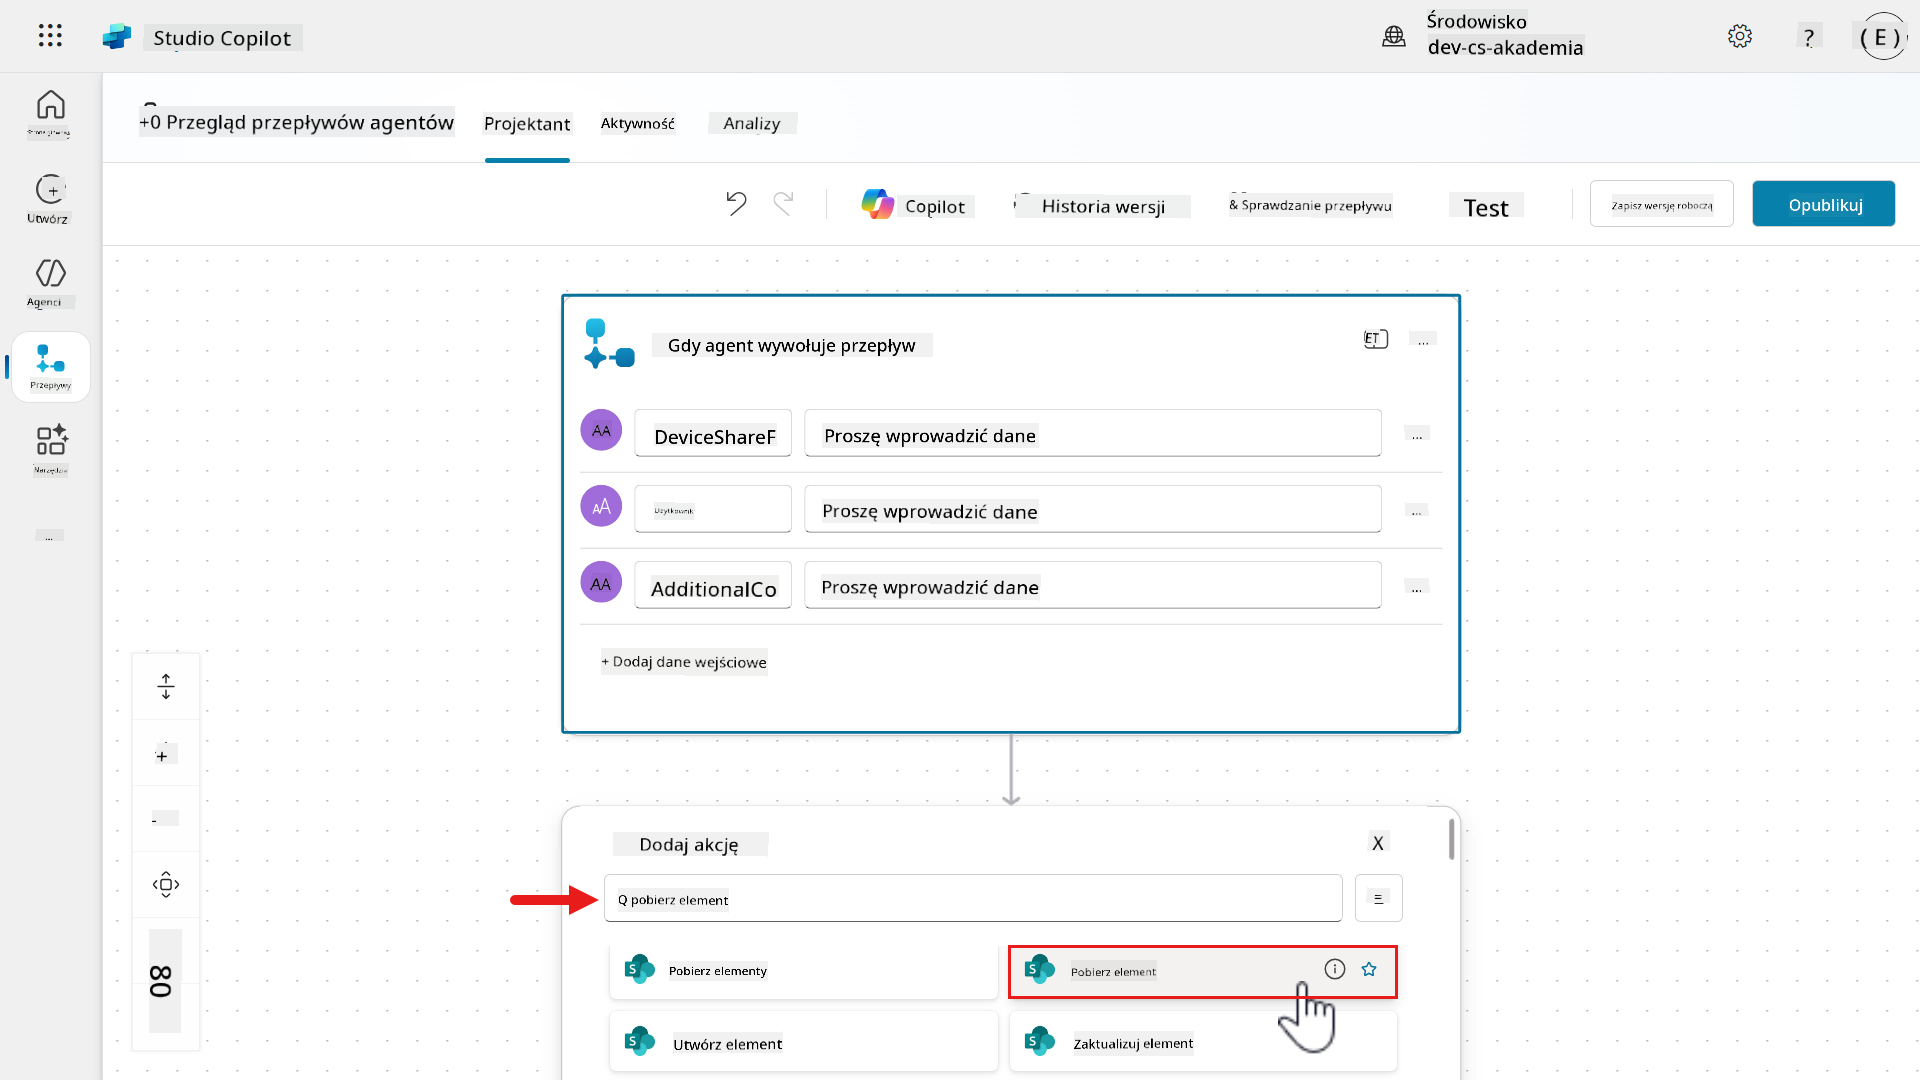 Studio Copilot
Środowisko
dev-cs-akademia
?
( E )
Strona główna
Utwórz
Agenci
Przepływy
Narzędzia
...
+0 Przegląd przepływów agentów
Projektant
Aktywność
Analizy
Copilot
Historia wersji
& Sprawdzanie przepływu
Test
Zapisz wersję roboczą
Opublikuj
Gdy agent wywołuje przepływ
ET
...
AA
DeviceShareF
Proszę wprowadzić dane
...
AA
Użytkownik
Proszę wprowadzić dane
...
AA
AdditionalCo
Proszę wprowadzić dane
...
+ Dodaj dane wejściowe
+
-
80
Dodaj akcję
X
Q pobierz element
S
Pobierz elementy
S
Pobierz element
S
Utwórz element
S
Zaktualizuj element